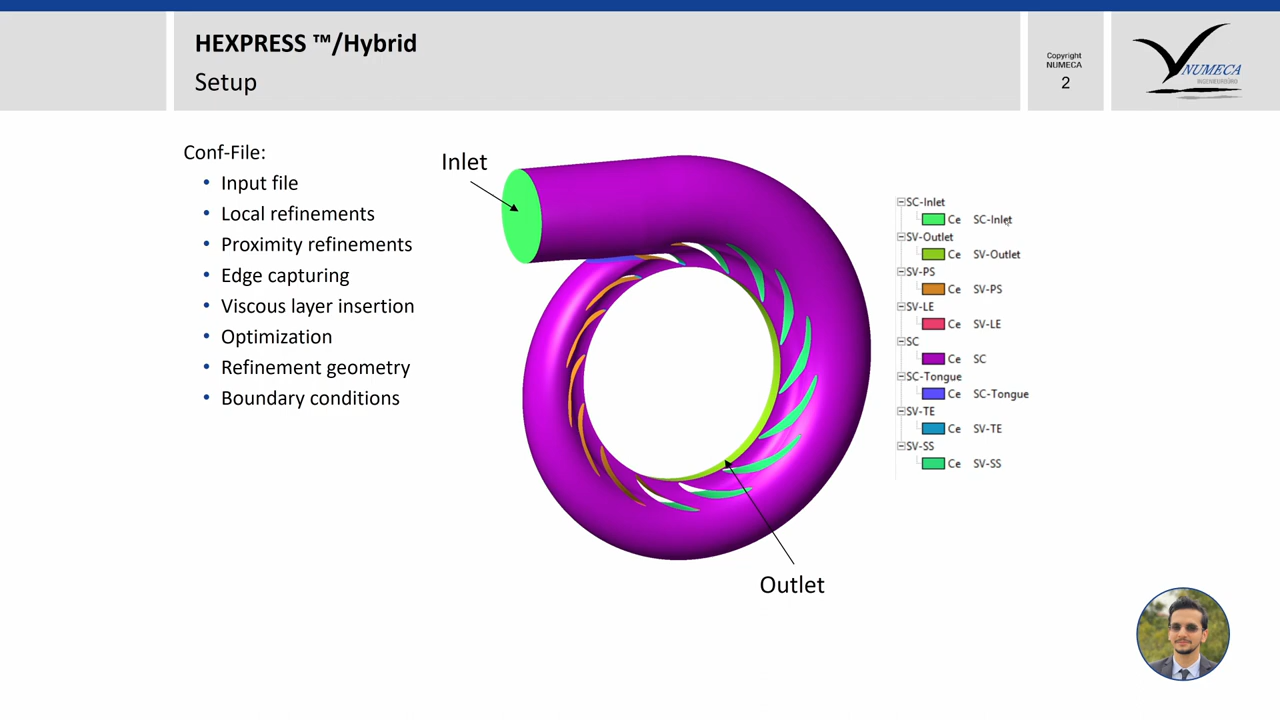 HEXPRESS ™/Hybrid
Setup
Copyright
NUMECA
2
NUMECA
INGENIEURBÜRO
Conf-File:
• Input file
• Local refinements
• Proximity refinements
• Edge capturing
• Viscous layer insertion
• Optimization
• Refinement geometry
• Boundary conditions
Inlet
Outlet
SC-Inlet
Ce SC-Inlet
SV-Outlet
Ce SV-Outlet
SV-PS
Ce SV-PS
SV-LE
Ce SV-LE
SC
Ce SC
SC-Tongue
Ce SC-Tongue
SV-TE
Ce SV-TE
SV-SS
Ce SV-SS